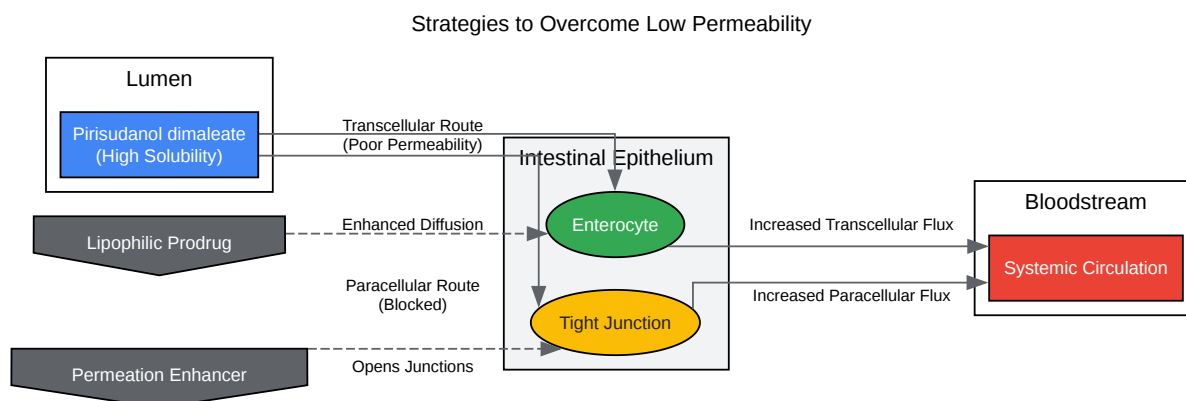 Strategies to Overcome Low Permeability
Lumen
Pirisudanol dimaleate
(High Solubility)
Transcellular Route
(Poor Permeability)
Intestinal Epithelium
Bloodstream
Lipophilic Prodrug
Enhanced Diffusion
Enterocyte
Increased Transcellular Flux
Systemic Circulation
Paracellular Route
(Blocked)
Increased Paracellular Flux
Tight Junction
Permeation Enhancer
Opens Junctions